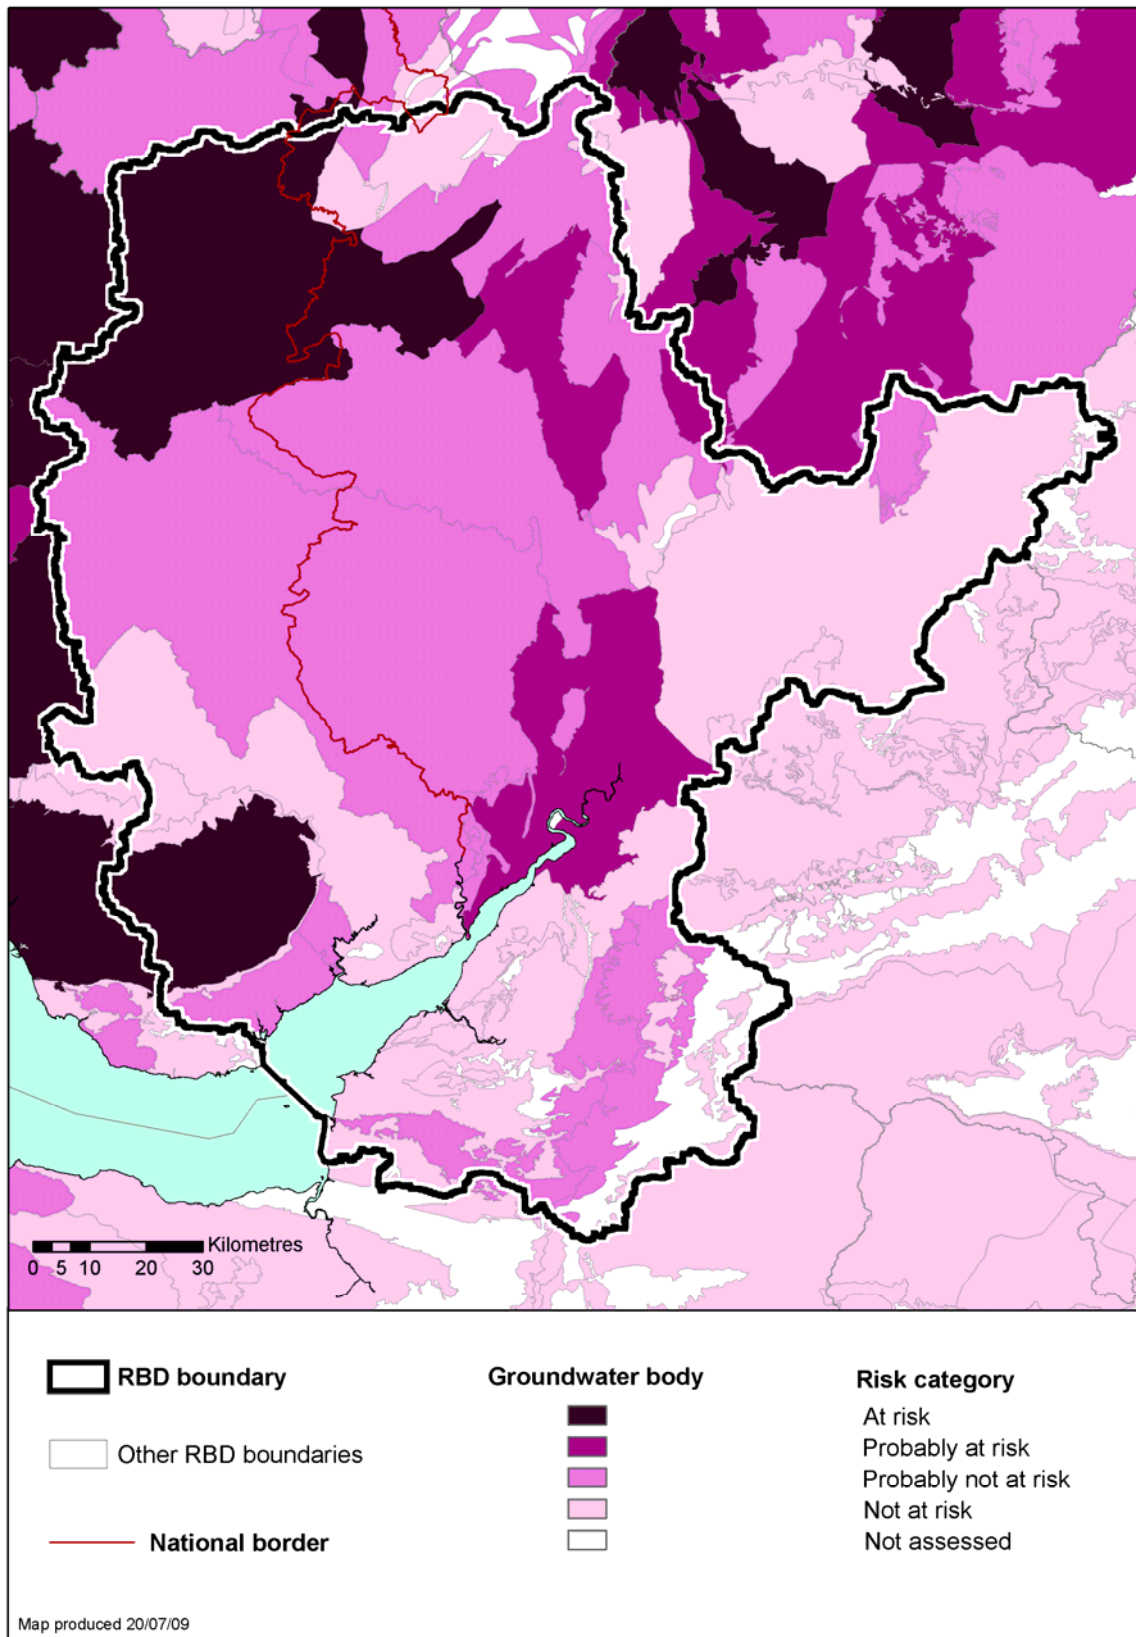 Kilometres
0 5 10 20 30
RBD boundary
Other RBD boundaries
National border
Groundwater body
Risk category
At risk
Probably at risk
Probably not at risk
Not at risk
Not assessed
Map produced 20/07/09